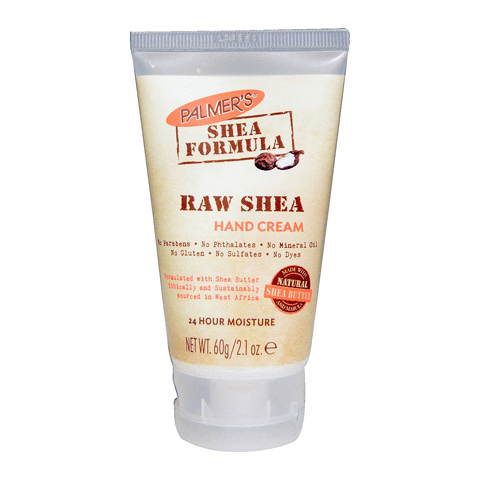 PALMER'S
SHEA
FORMULA
RAW SHEA
HAND CREAM
No Parabens • No Phthalates • No Mineral Oil
No Gluten • No Sulfates • No Dyes
Formulated with Shea Butter
Ethically and Sustainably
sourced in West Africa
MADE WITH
NATURAL
SHEA BUTTER
AND MARULA
24 HOUR MOISTURE
NET WT. 60g/2.1 oz. ℮